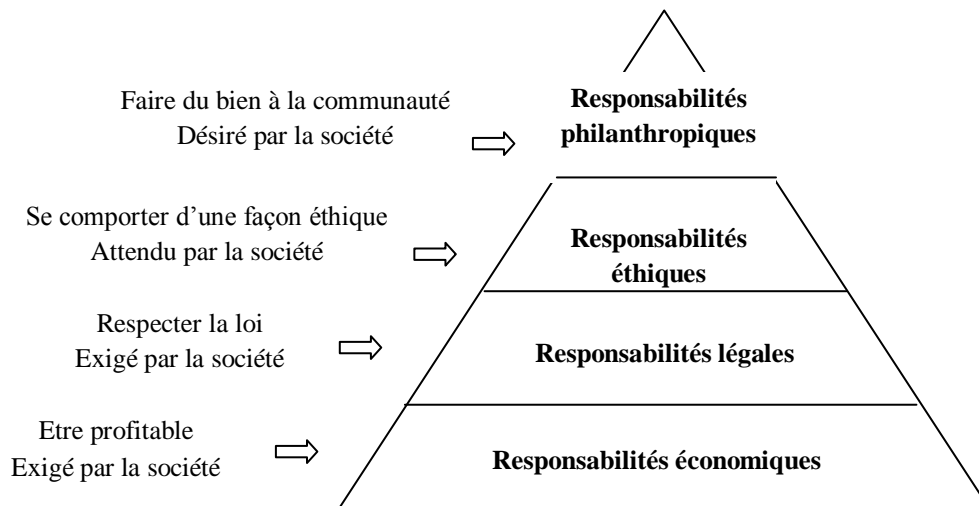 Faire du bien à la communauté
Désiré par la société
Responsabilités
philanthropiques
Se comporter d'une façon éthique
Attendu par la société
Responsabilités
éthiques
Respecter la loi
Exigé par la société
Responsabilités légales
Etre profitable
Exigé par la société
Responsabilités économiques